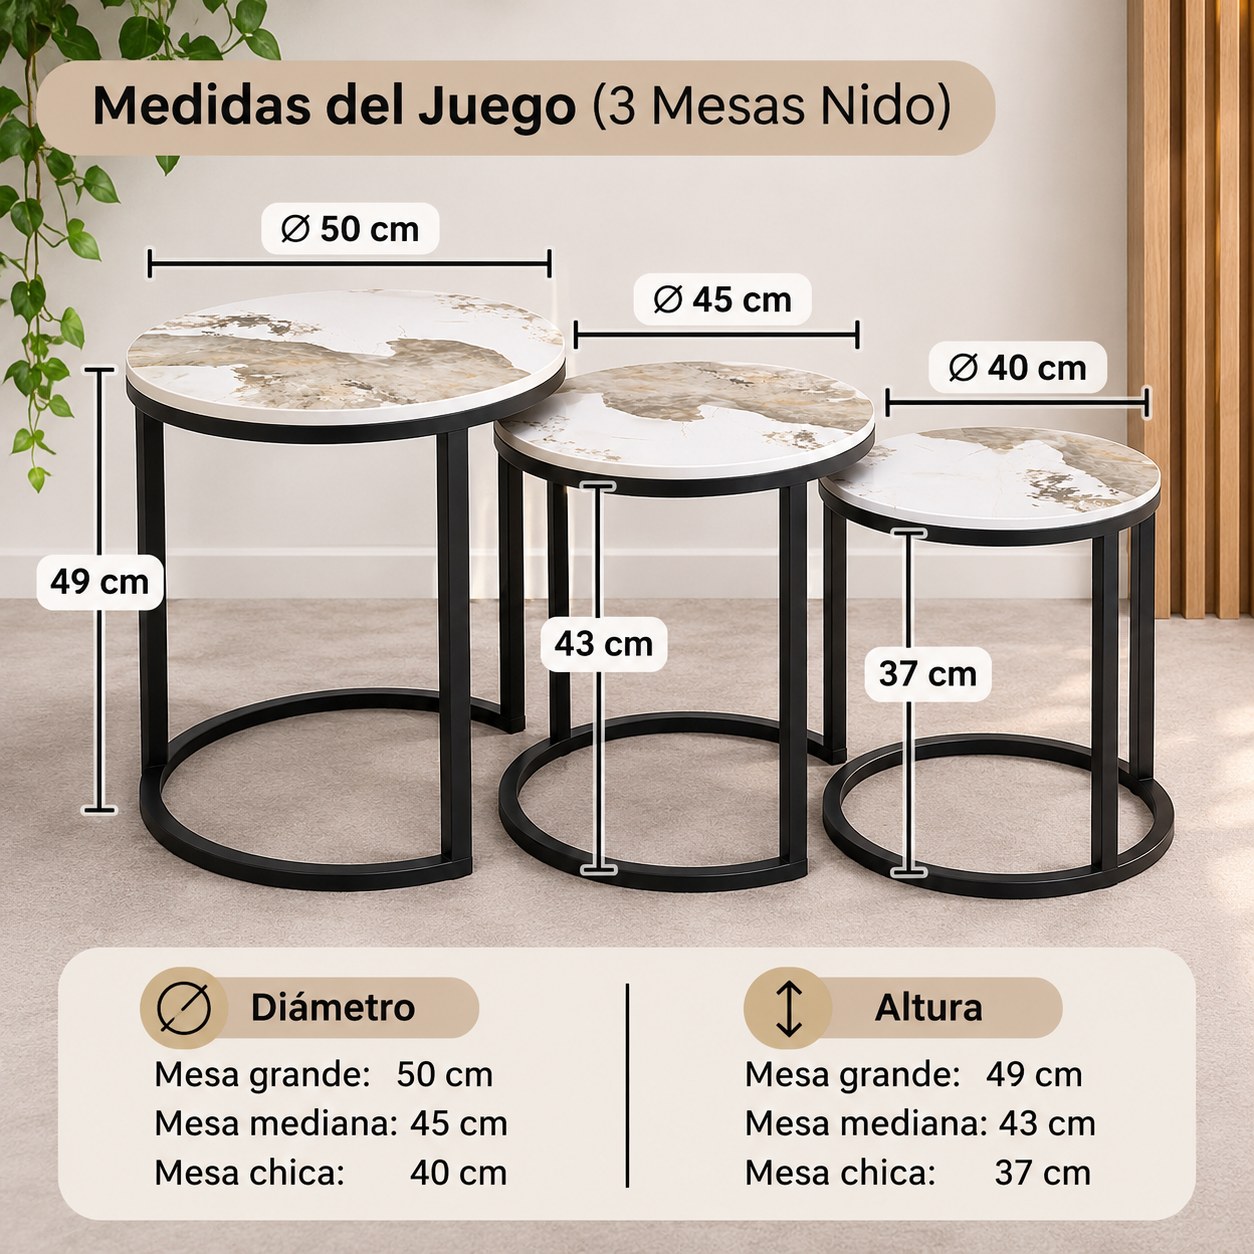 Medidas del Juego (3 Mesas Nido)
∅ 50 cm
∅ 45 cm
∅ 40 cm
49 cm
43 cm
37 cm
Diámetro
Mesa grande: 50 cm
Mesa mediana: 45 cm
Mesa chica: 40 cm
Altura
Mesa grande: 49 cm
Mesa mediana: 43 cm
Mesa chica: 37 cm